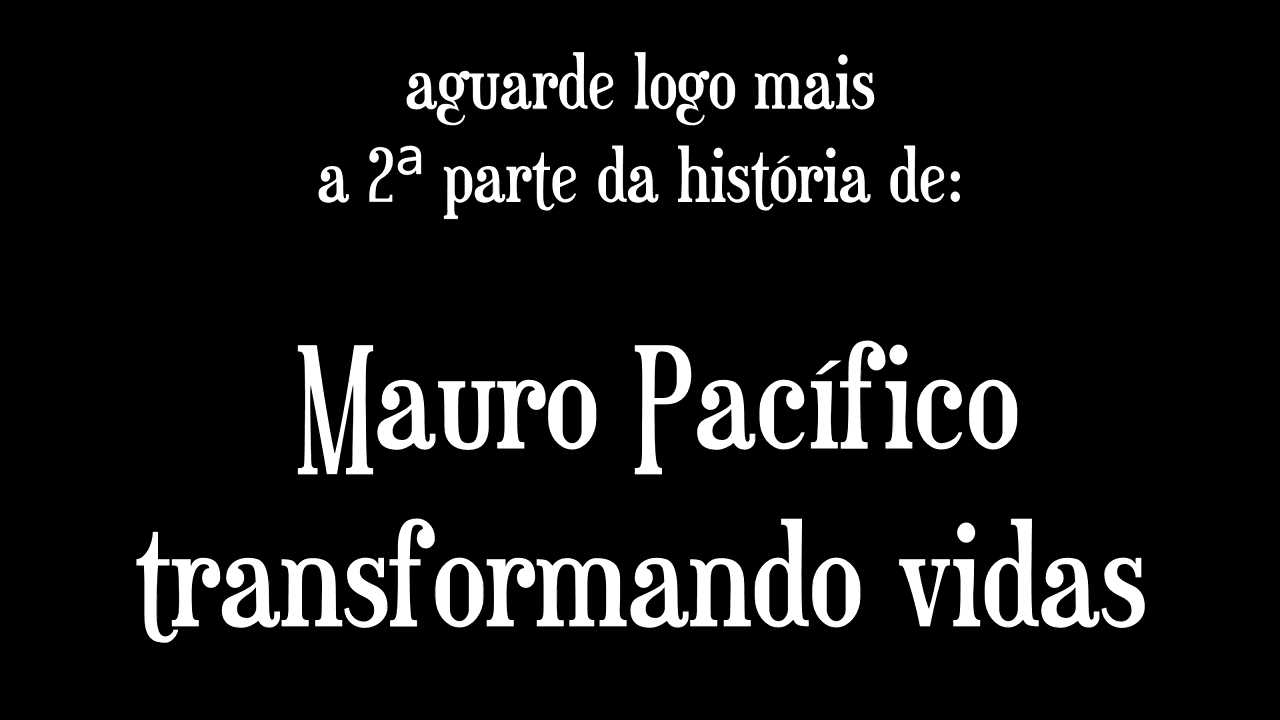 aguarde logo mais
a 2ª parte da história de:
Mauro Pacífico
transformando vidas